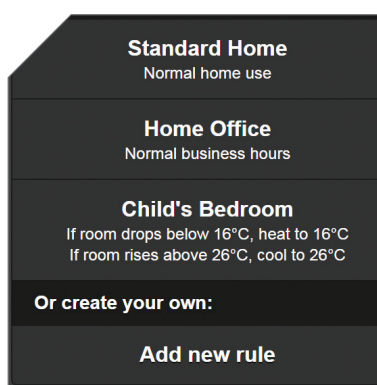 Standard Home
Normal home use
Home Office
Normal business hours
Child's Bedroom
If room drops below 16°C, heat to 16°C
If room rises above 26°C, cool to 26°C
Or create your own:
Add new rule